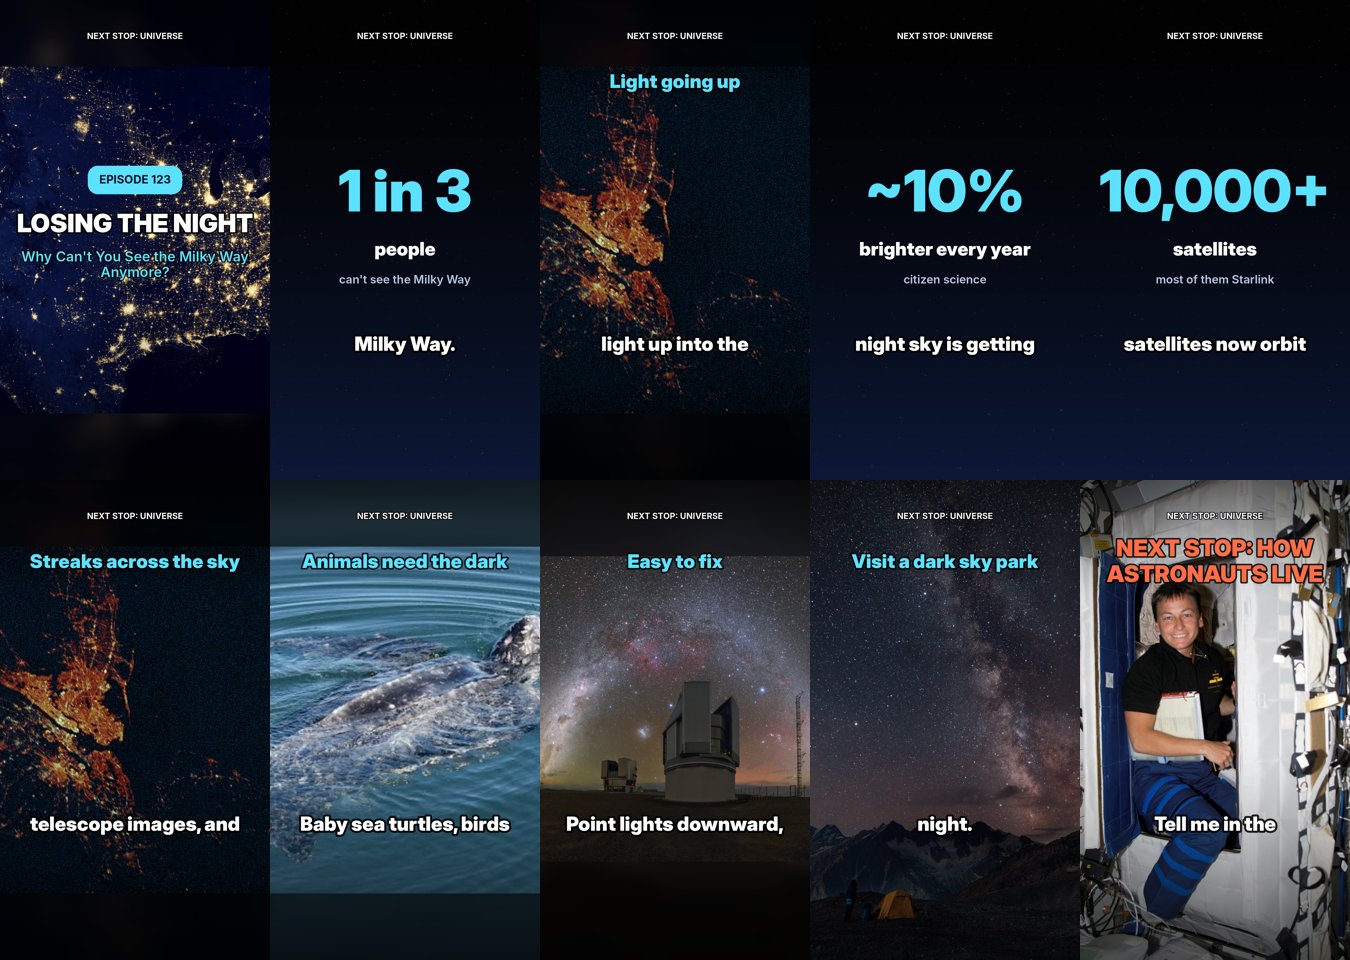 NEXT STOP: UNIVERSE
EPISODE 123
LOSING THE NIGHT
Why Can't You See the Milky Way
Anymore?
NEXT STOP: UNIVERSE
1 in 3
people
can't see the Milky Way
Milky Way.
NEXT STOP: UNIVERSE
Light going up
light up into the
NEXT STOP: UNIVERSE
~10%
brighter every year
citizen science
night sky is getting
NEXT STOP: UNIVERSE
10,000+
satellites
most of them Starlink
satellites now orbit
NEXT STOP: UNIVERSE
Streaks across the sky
telescope images, and
NEXT STOP: UNIVERSE
Animals need the dark
Baby sea turtles, birds
NEXT STOP: UNIVERSE
Easy to fix
Point lights downward,
NEXT STOP: UNIVERSE
Visit a dark sky park
night.
NEXT STOP: UNIVERSE
NEXT STOP: HOW
ASTRONAUTS LIVE
Tell me in the